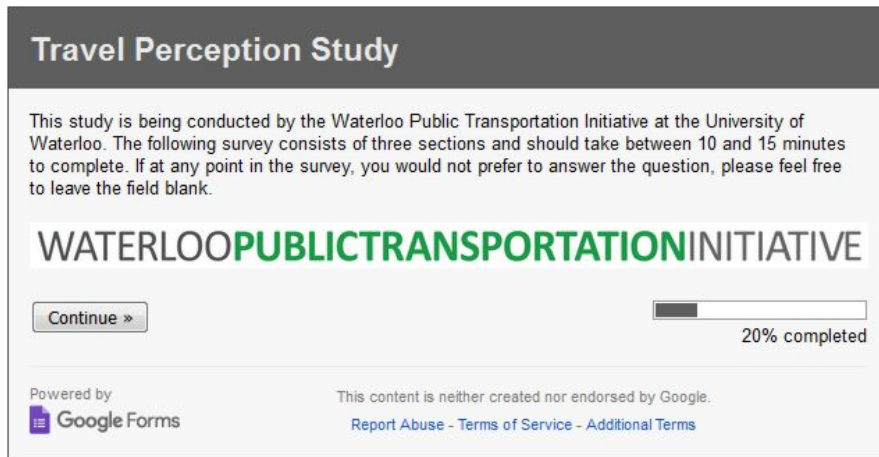 Travel Perception Study
This study is being conducted by the Waterloo Public Transportation Initiative at the University of
Waterloo. The following survey consists of three sections and should take between 10 and 15 minutes
to complete. If at any point in the survey, you would not prefer to answer the question, please feel free
to leave the field blank.
WATERLOOPUBLICTRANSPORTATIONINITIATIVE
Continue »
20% completed
Powered by
Google Forms
This content is neither created nor endorsed by Google.
Report Abuse - Terms of Service - Additional Terms